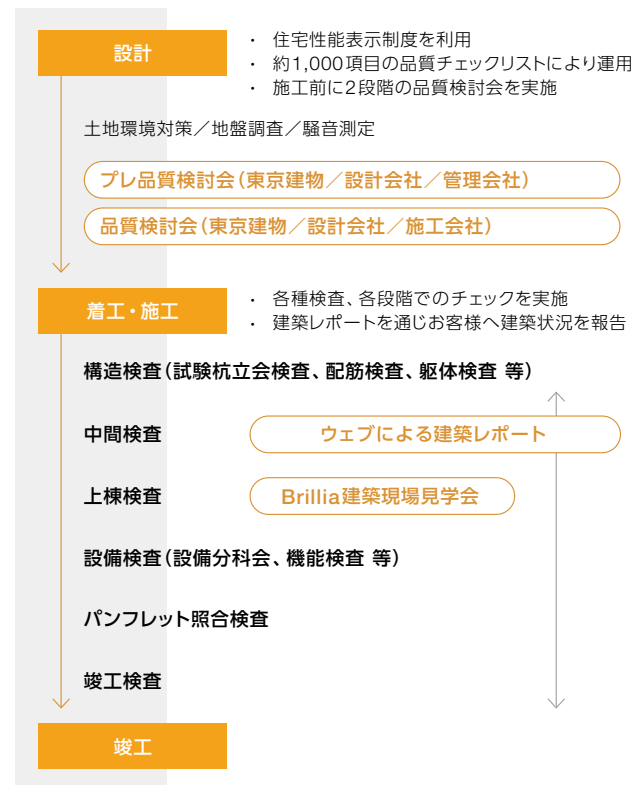 設計
・ 住宅性能表示制度を利用
・ 約1,000項目の品質チェックリストにより運用
・ 施工前に2段階の品質検討会を実施
土地環境対策／地盤調査／騒音測定
プレ品質検討会（東京建物／設計会社／管理会社）
品質検討会（東京建物／設計会社／施工会社）
着工・施工
・ 各種検査、各段階でのチェックを実施
・ 建築レポートを通じお客様へ建築状況を報告
構造検査（試験杭立会検査、配筋検査、躯体検査 等）
中間検査
ウェブによる建築レポート
上棟検査
Brillia建築現場見学会
設備検査（設備分科会、機能検査 等）
パンフレット照合検査
竣工検査
竣工